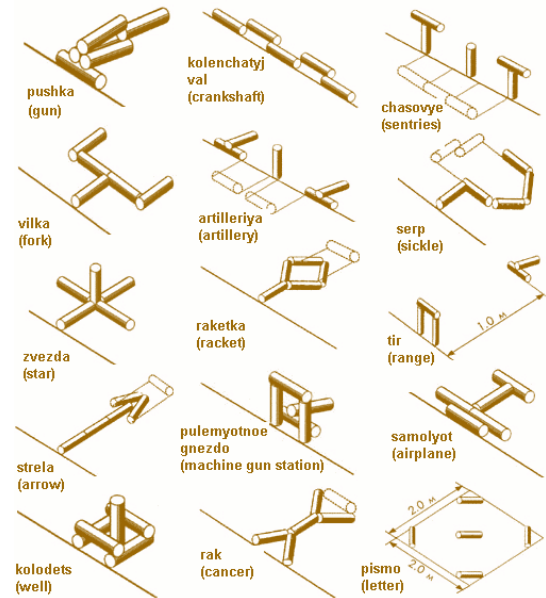 pushka
(gun)
kolenchatyj
val
(crankshaft)
chasovye
(sentries)
vilka
(fork)
artilleriya
(artillery)
serp
(sickle)
zvezda
(star)
raketka
(racket)
tir
(range)
1.0 м
strela
(arrow)
pulemyotnoe
gnezdo
(machine gun station)
samolyot
(airplane)
kolodets
(well)
rak
(cancer)
pismo
(letter)
2.0 м
2.0 м